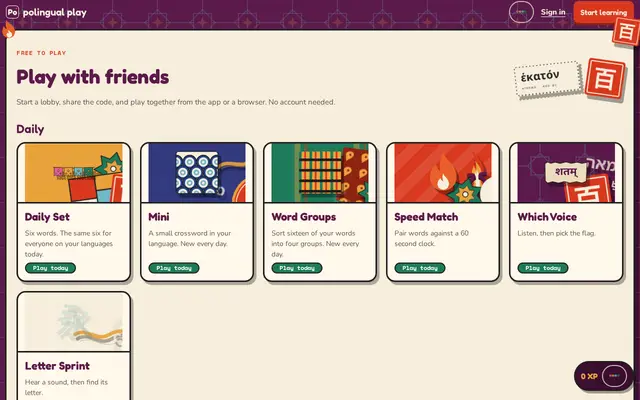 Po polingual play
Sign in
Start learning
FREE TO PLAY
Play with friends
Start a lobby, share the code, and play together from the app or a browser. No account needed.
ἑκατόν
百
百
Daily
शतम्
百
Daily Set
Six words. The same six for
everyone on your languages
today.
Play today
Mini
A small crossword in your
language. New every day.
Play today
Word Groups
Sort sixteen of your words
into four groups. New every
day.
Play today
Speed Match
Pair words against a 60
second clock.
Play today
Which Voice
Listen, then pick the flag.
Play today
Letter Sprint
Hear a sound, then find its
letter.
0 XP